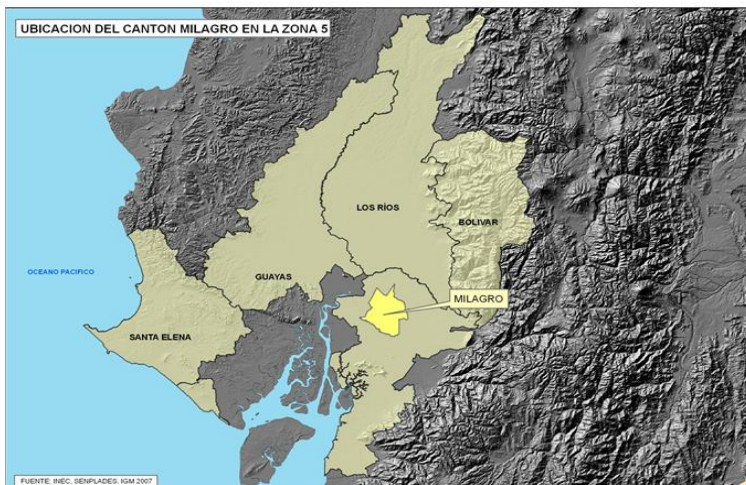 UBICACION DEL CANTON MILAGRO EN LA ZONA 5
LOS RÍOS
BOLIVAR
OCEANO PACIFICO
GUAYAS
MILAGRO
SANTA ELENA
FUENTE: INEC, SENPLADES, IGM 2007